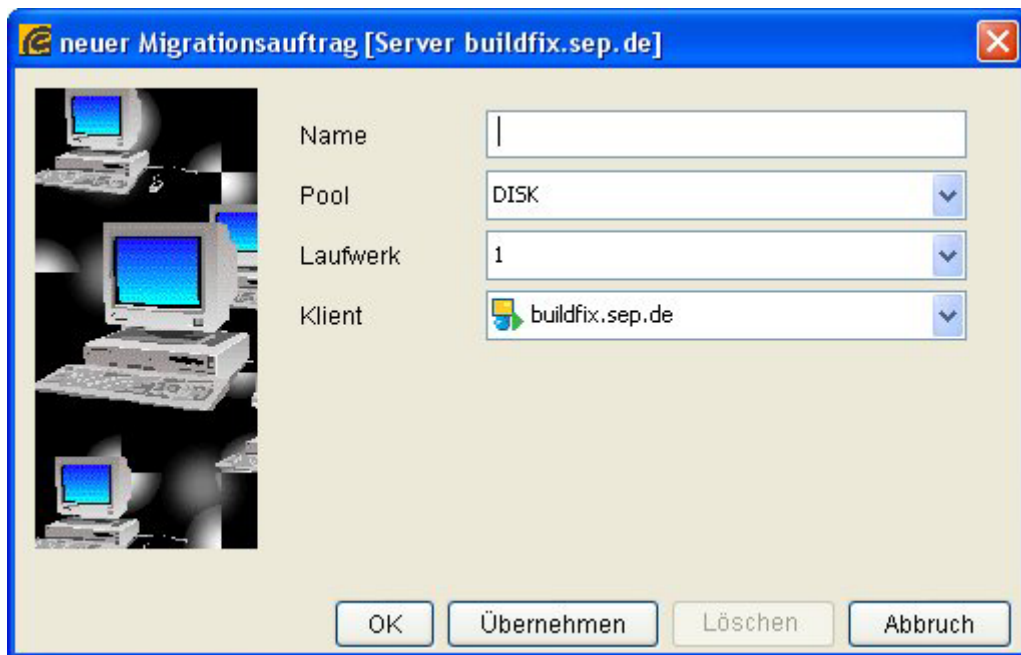 neuer Migrationsauftrag [Server buildfix.sep.de]
Name
Pool DISK
Laufwerk 1
Klient buildfix.sep.de
OK Übernehmen Löschen Abbruch